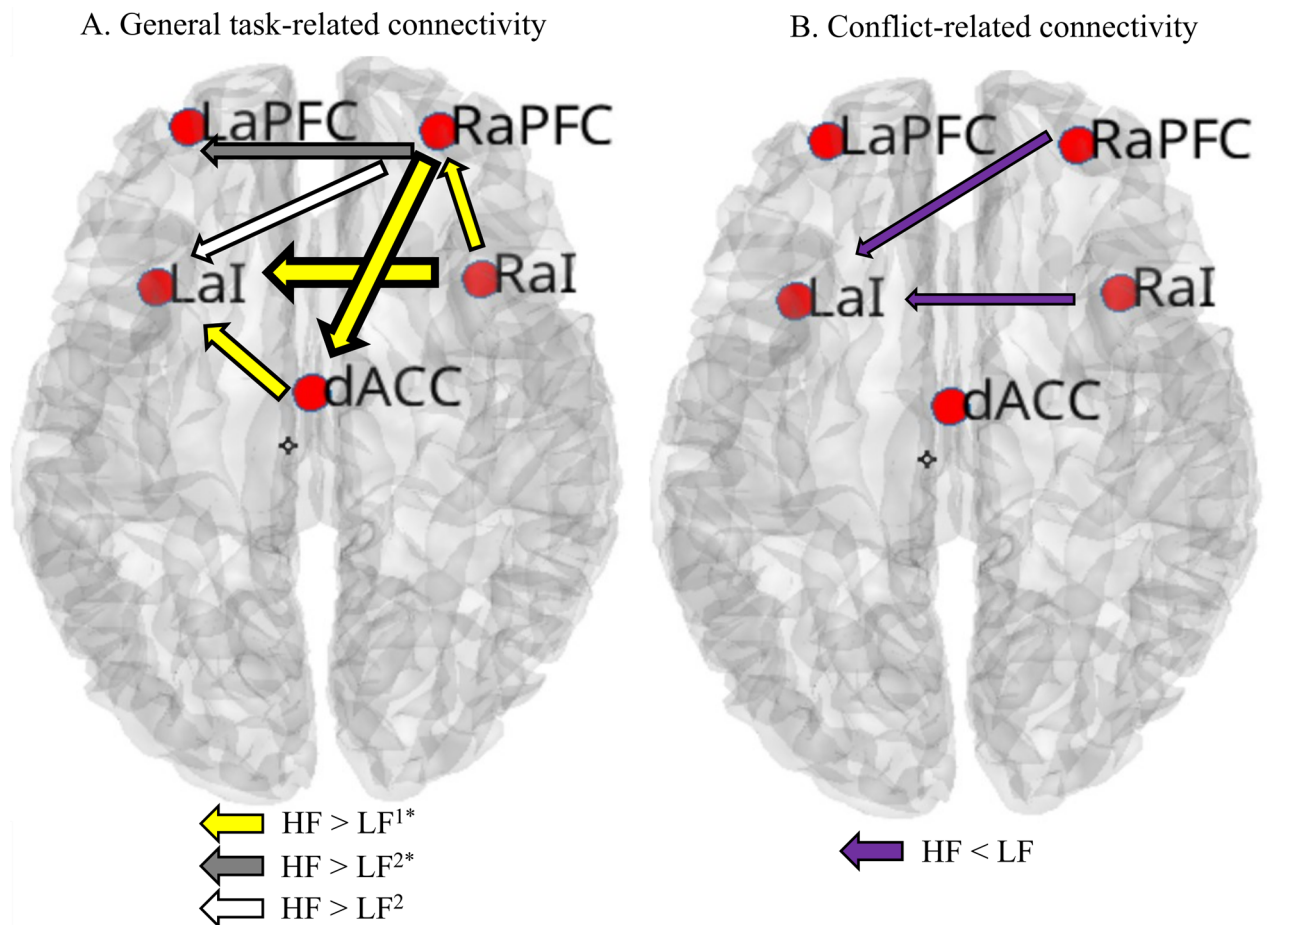 A. General task-related connectivity
LaPFC
RaPFC
LaI
RaI
dACC
HF > LF¹*
HF > LF²*
HF > LF²
B. Conflict-related connectivity
LaPFC
RaPFC
LaI
RaI
dACC
HF < LF